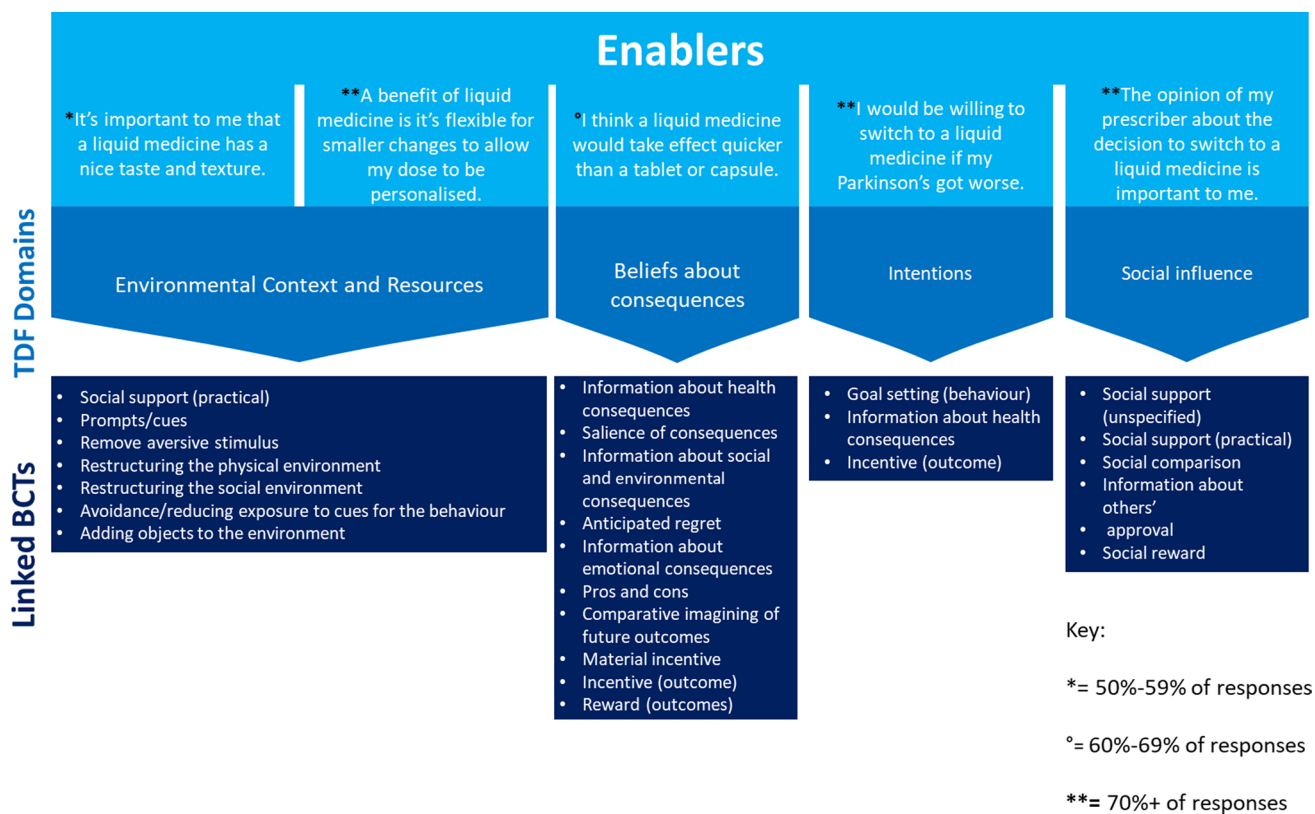 Enablers
*It's important to me that
a liquid medicine has a
nice taste and texture.
**A benefit of liquid
medicine is it's flexible for
smaller changes to allow
my dose to be
personalised.
°I think a liquid medicine
would take effect quicker
than a tablet or capsule.
**I would be willing to
switch to a liquid
medicine if my
Parkinson's got worse.
**The opinion of my
prescriber about the
decision to switch to a
liquid medicine is
important to me.
TDF Domains
Environmental Context and Resources
Beliefs about
consequences
Intentions
Social influence
Linked BCTs
• Social support (practical)
• Prompts/cues
• Remove aversive stimulus
• Restructuring the physical environment
• Restructuring the social environment
• Avoidance/reducing exposure to cues for the behaviour
• Adding objects to the environment
• Information about health
consequences
• Salience of consequences
• Information about social
and environmental
consequences
• Anticipated regret
• Information about
emotional consequences
• Pros and cons
• Comparative imagining of
future outcomes
• Material incentive
• Incentive (outcome)
• Reward (outcomes)
• Goal setting (behaviour)
• Information about health
consequences
• Incentive (outcome)
• Social support
(unspecified)
• Social support (practical)
• Social comparison
• Information about
others'
• approval
• Social reward
Key:
*= 50%-59% of responses
°= 60%-69% of responses
**= 70%+ of responses